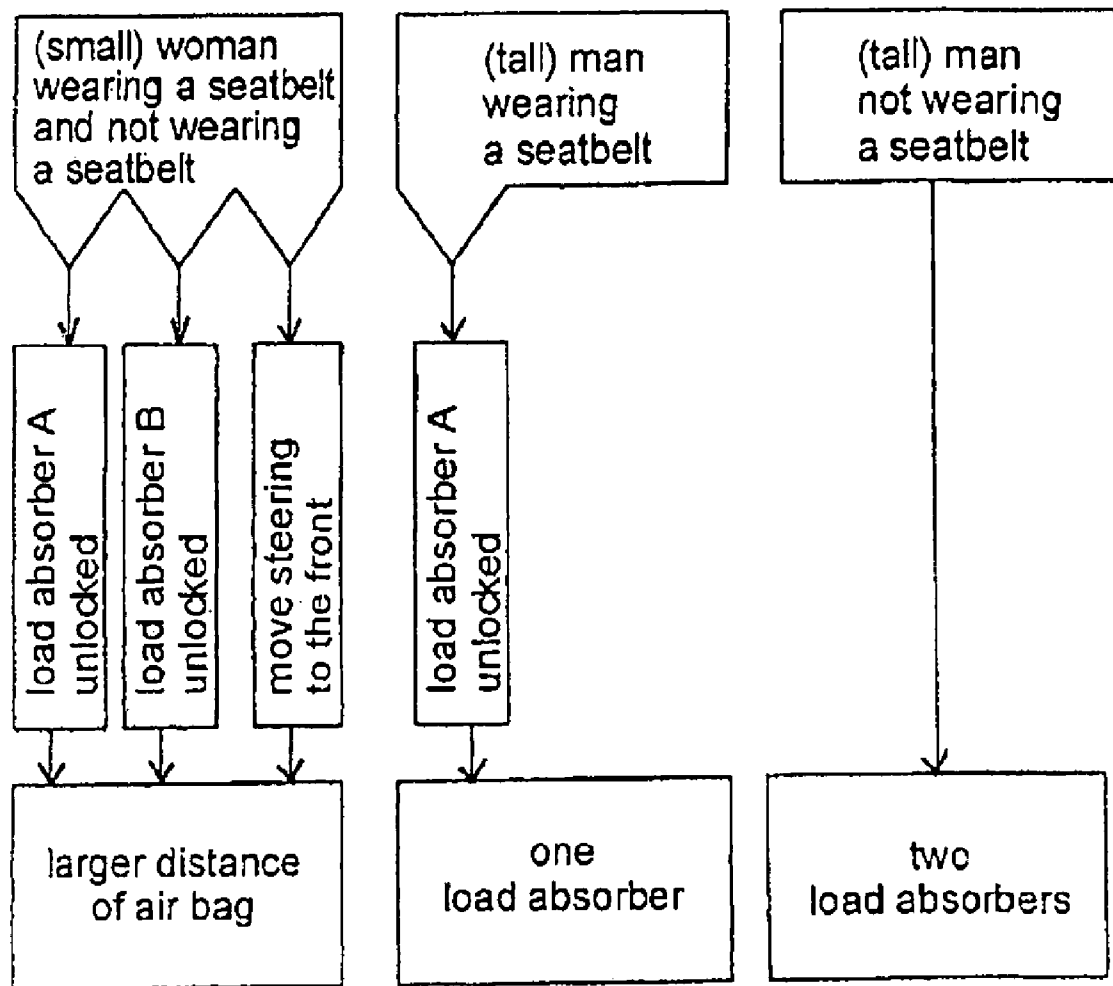 (small) woman
wearing a seatbelt
and not wearing
a seatbelt
(tall) man
wearing
a seatbelt
(tall) man
not wearing
a seatbelt
load absorber A
unlocked
load absorber B
unlocked
move steering
to the front
load absorber A
unlocked
larger distance
of air bag
one
load absorber
two
load absorbers